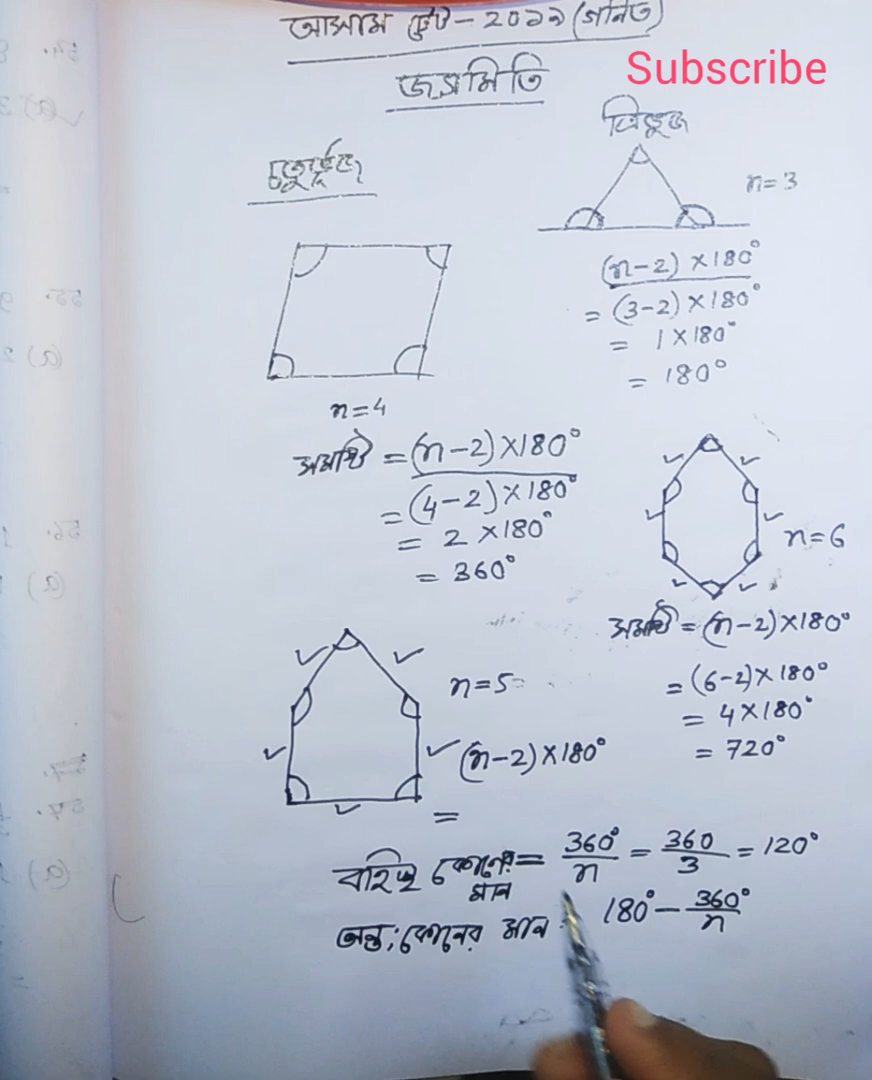 আসাম টেট - ২০১৯ (গনিত)
Subscribe
জ্যামিতি
ত্রিভুজ
চতুৰ্ভূজ
n = 3
(n-2) × 180°
= (3-2) × 180°
= 1 × 180°
= 180°
n = 4
সমষ্টি = (n-2) × 180°
= (4-2) × 180°
= 2 × 180°
= 360°
n = 6
সমষ্টি = (n-2) × 180°
= (6-2) × 180°
= 4 × 180°
= 720°
n = 5
(n-2) × 180°
=
বহিঃস্থ কোনের মান = 360°/n = 360/3 = 120°
অন্ত:কোনের মান = 180° - 360°/n